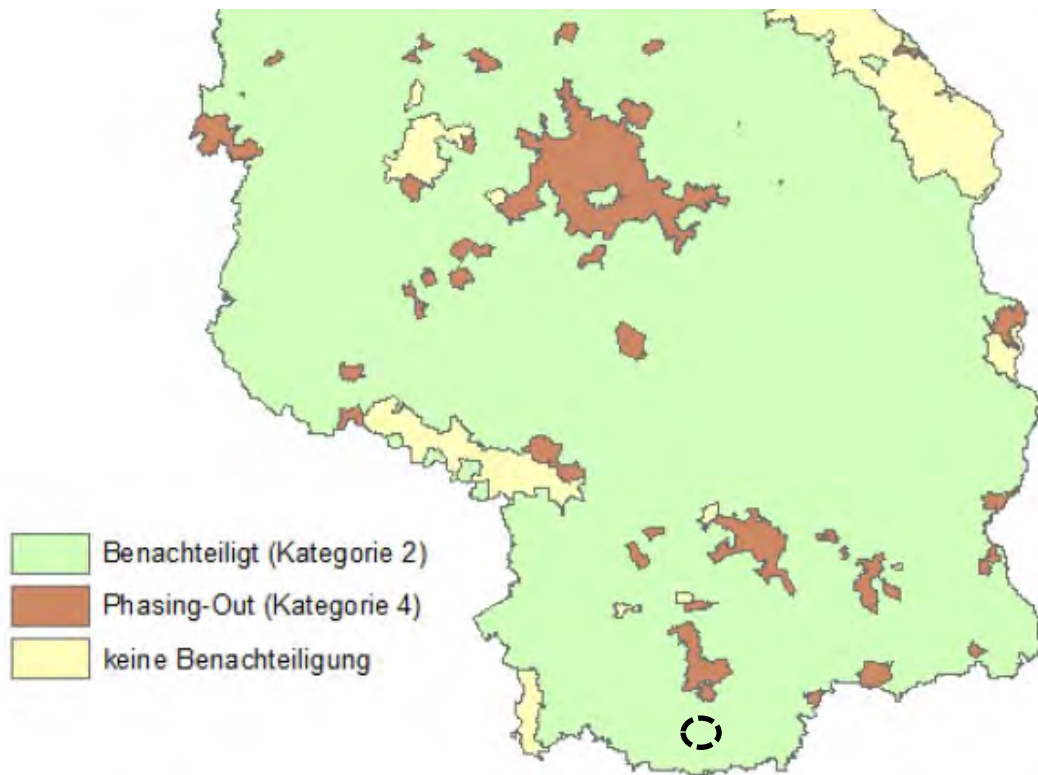 Benachteiligt (Kategorie 2)
Phasing-Out (Kategorie 4)
keine Benachteiligung